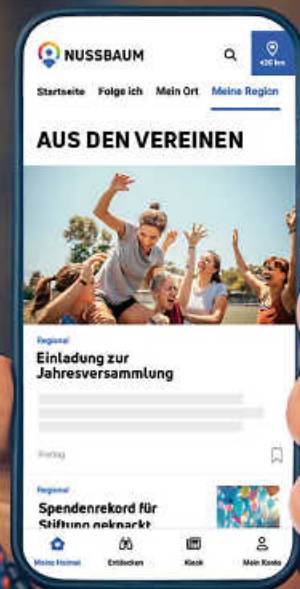 NUSSBAUM
+20 km
Startseite Folge ich Mein Ort Meine Region
AUS DEN VEREINEN
Regional
Einladung zur
Jahresversammlung
Freitag
Regional
Spendenrekord für
Stiftung geknackt
Meine Heimat Entdecken Kiosk Mein Konto